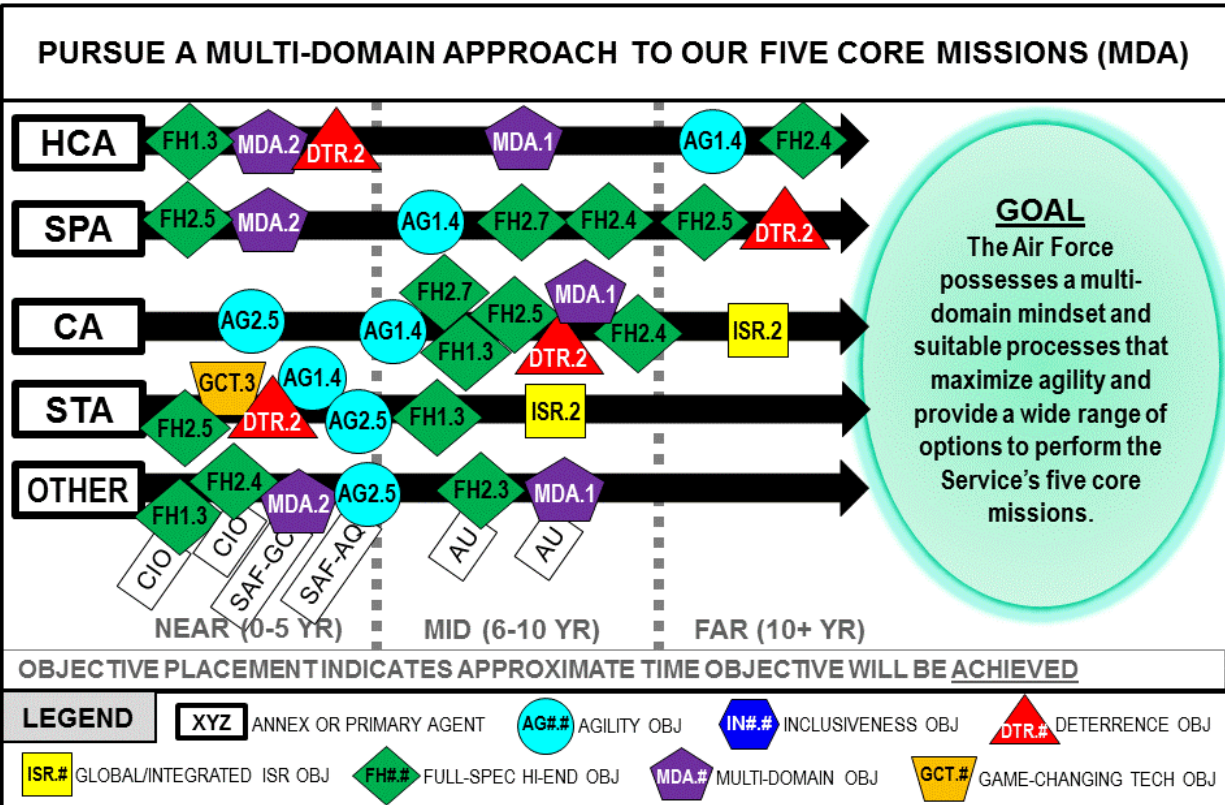 PURSUE A MULTI-DOMAIN APPROACH TO OUR FIVE CORE MISSIONS (MDA)
HCA
FH1.3
MDA.2
DTR.2
MDA.1
AG1.4
FH2.4
SPA
FH2.5
MDA.2
AG1.4
FH2.7
FH2.4
FH2.5
DTR.2
CA
AG2.5
AG1.4
FH2.7
FH1.3
FH2.5
DTR.2
MDA.1
FH2.4
ISR.2
STA
FH2.5
GCT.3
DTR.2
AG1.4
AG2.5
FH1.3
ISR.2
OTHER
FH1.3
FH2.4
MDA.2
AG2.5
FH2.3
MDA.1
CIO
CIO
SAF-GC
SAF-AQ
AU
AU
GOAL
The Air Force
possesses a multi-
domain mindset and
suitable processes that
maximize agility and
provide a wide range of
options to perform the
Service's five core
missions.
NEAR (0-5 YR)
MID (6-10 YR)
FAR (10+ YR)
OBJECTIVE PLACEMENT INDICATES APPROXIMATE TIME OBJECTIVE WILL BE ACHIEVED
LEGEND
XYZ ANNEX OR PRIMARY AGENT
AG#.# AGILITY OBJ
IN#.# INCLUSIVENESS OBJ
DTR.# DETERRENCE OBJ
ISR.# GLOBAL/INTEGRATED ISR OBJ
FH#.# FULL-SPEC HI-END OBJ
MDA.# MULTI-DOMAIN OBJ
GCT.# GAME-CHANGING TECH OBJ